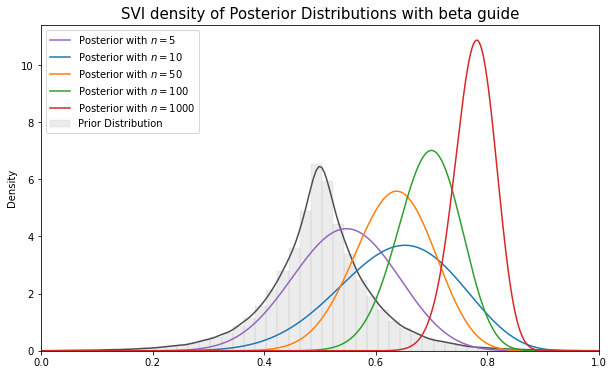 SVI density of Posterior Distributions with beta guide
Posterior with n = 5
Posterior with n = 10
Posterior with n = 50
Posterior with n = 100
Posterior with n = 1000
Prior Distribution
Density
10
8
6
4
2
0
0.0 0.2 0.4 0.6 0.8 1.0